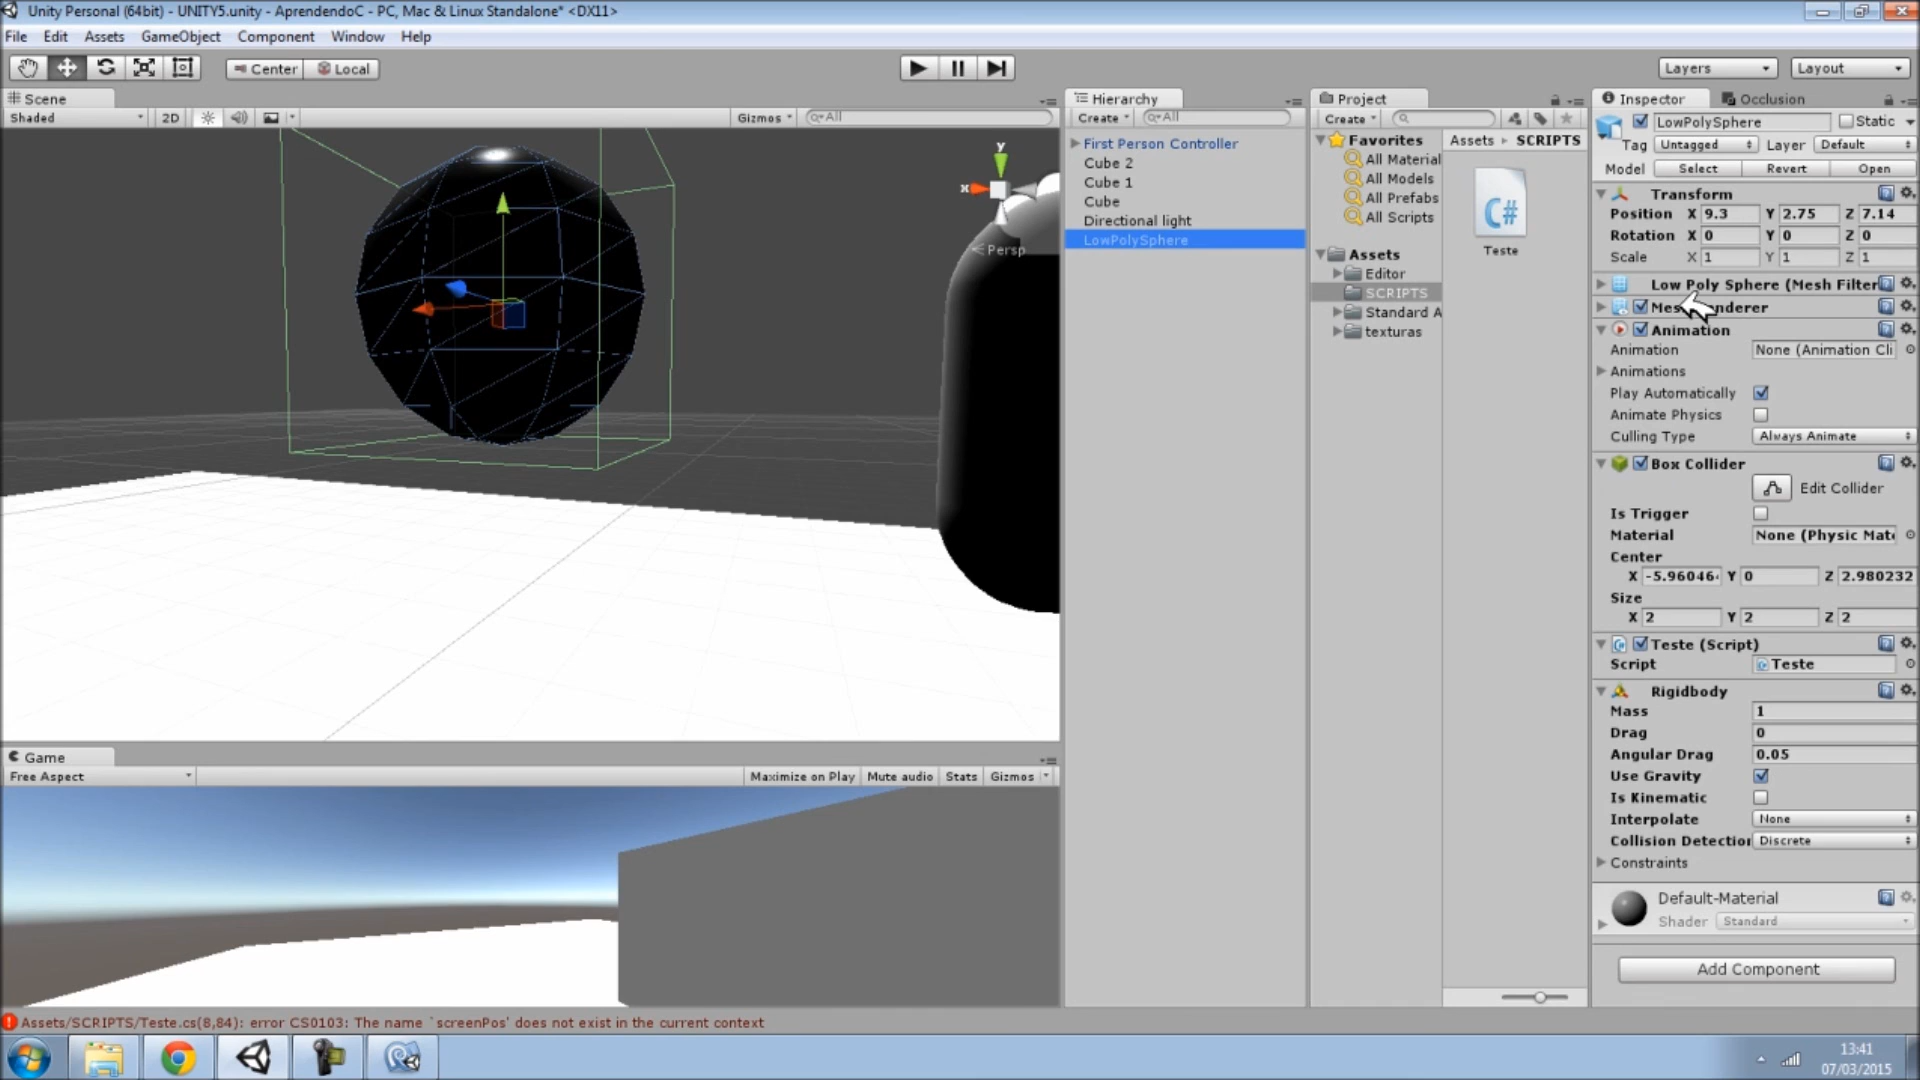 Unity Personal (64bit) - UNITY5.unity - AprendendoC - PC, Mac & Linux Standalone* <DX11>
File Edit Assets GameObject Component Window Help
Center Local
Layers
Layout
Scene
Shaded
2D
Gizmos
All
y
x
Persp
Hierarchy
Create
All
First Person Controller
Cube 2
Cube 1
Cube
Directional light
LowPolySphere
Project
Create
Favorites
All Material
All Models
All Prefabs
All Scripts
Assets
Editor
SCRIPTS
Standard A
texturas
Assets SCRIPTS
C#
Teste
Inspector Occlusion
LowPolySphere Static
Tag Untagged Layer Default
Model Select Revert Open
Transform
Position X 9.3 Y 2.75 Z 7.14
Rotation X 0 Y 0 Z 0
Scale X 1 Y 1 Z 1
Low Poly Sphere (Mesh Filter
Animation
Animation None (Animation Cli
Animations
Play Automatically
Animate Physics
Culling Type Always Animate
Box Collider
Edit Collider
Is Trigger
Material None (Physic Mat
Center
X -5.96046 Y 0 Z 2.980232
Size
X 2 Y 2 Z 2
Teste (Script)
Script Teste
Rigidbody
Mass 1
Drag 0
Angular Drag 0.05
Use Gravity
Is Kinematic
Interpolate None
Collision Detectio Discrete
Constraints
Default-Material
Shader Standard
Add Component
Game
Free Aspect
Maximize on Play Mute audio Stats Gizmos
Assets/SCRIPTS/Teste.cs(8,84): error CS0103: The name `screenPos' does not exist in the current context
13:41
07/03/2015